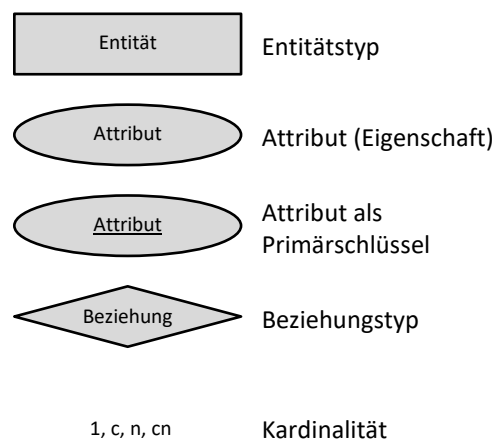 Entität
Entitätstyp
Attribut
Attribut (Eigenschaft)
Attribut
Attribut als
Primärschlüssel
Beziehung
Beziehungstyp
1, c, n, cn
Kardinalität